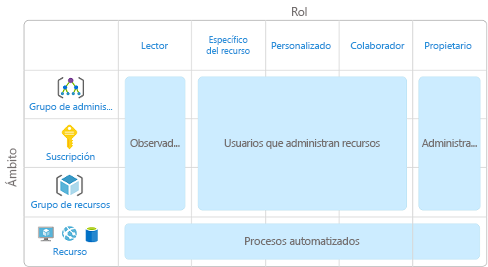 Rol
Lector
Específico
del recurso
Personalizado
Colaborador
Propietario
Ámbito
Grupo de adminis...
Suscripción
Grupo de recursos
Recurso
Observad...
Usuarios que administran recursos
Administra...
Procesos automatizados